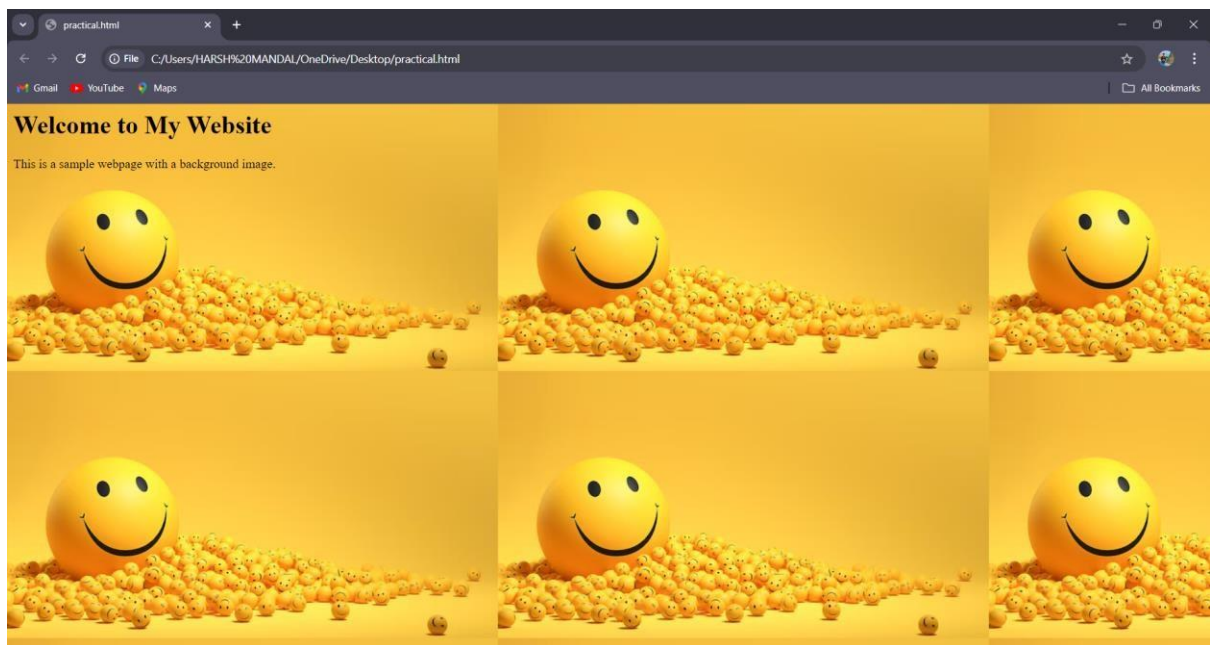 practical.html
File C:/Users/HARSH%20MANDAL/OneDrive/Desktop/practical.html
Gmail YouTube Maps All Bookmarks
Welcome to My Website
This is a sample webpage with a background image.